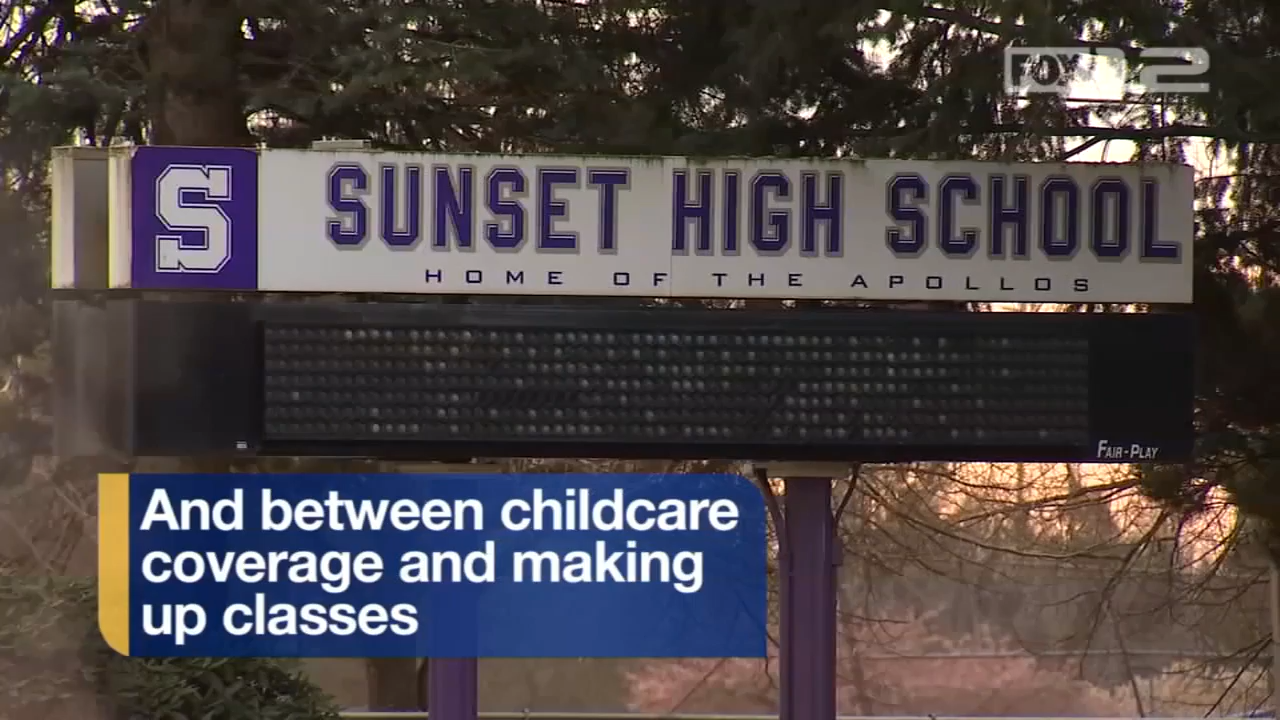 FOX 12
S
SUNSET HIGH SCHOOL
HOME OF THE APOLLOS
FAIR-PLAY
And between childcare
coverage and making
up classes